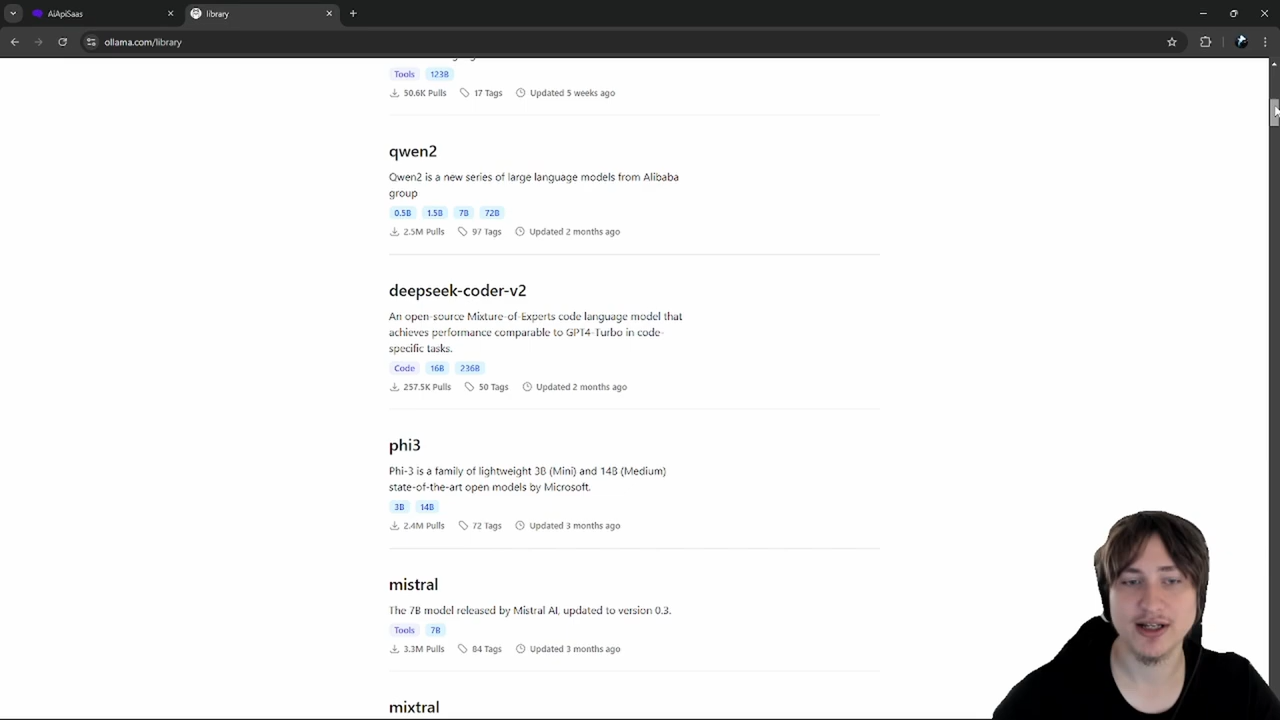 AiApiSaas
library
ollama.com/library
Tools 123B
50.6K Pulls 17 Tags Updated 5 weeks ago
qwen2
Qwen2 is a new series of large language models from Alibaba
group
0.5B 1.5B 7B 72B
2.5M Pulls 97 Tags Updated 2 months ago
deepseek-coder-v2
An open-source Mixture-of-Experts code language model that
achieves performance comparable to GPT4-Turbo in code-
specific tasks.
Code 16B 236B
257.5K Pulls 50 Tags Updated 2 months ago
phi3
Phi-3 is a family of lightweight 3B (Mini) and 14B (Medium)
state-of-the-art open models by Microsoft.
3B 14B
2.4M Pulls 72 Tags Updated 3 months ago
mistral
The 7B model released by Mistral AI, updated to version 0.3.
Tools 7B
3.3M Pulls 84 Tags Updated 3 months ago
mixtral